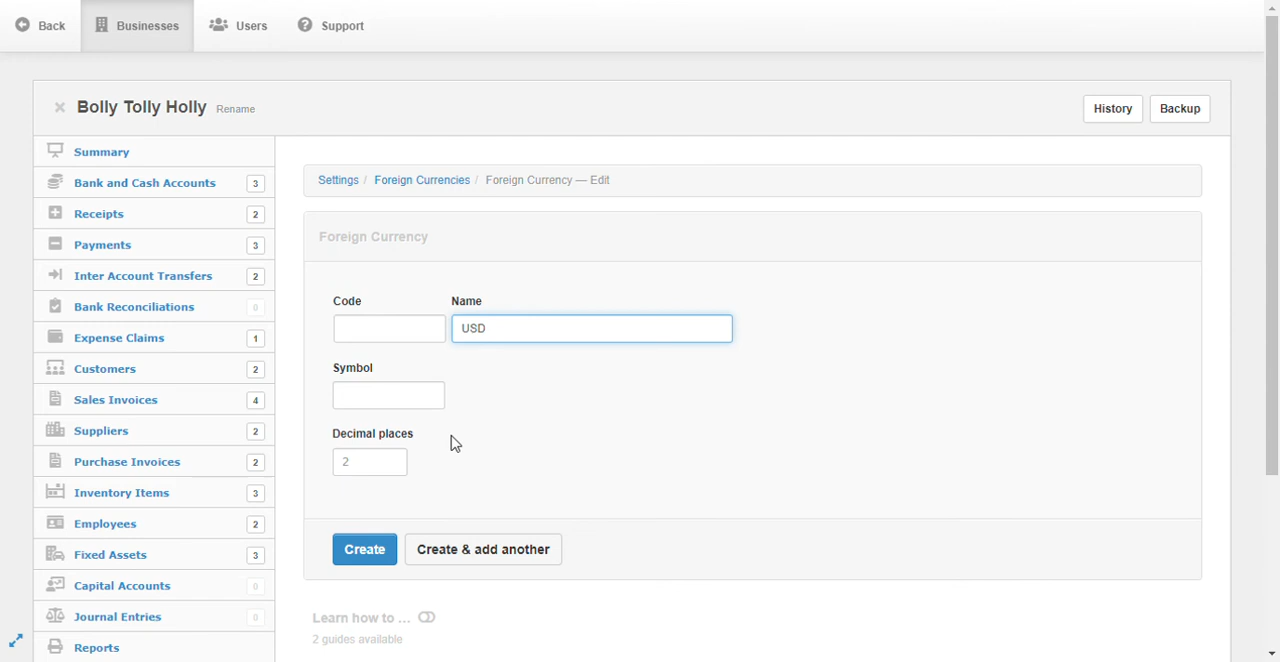 Back
Businesses
Users
Support
Bolly Tolly Holly Rename
History
Backup
Summary
Bank and Cash Accounts 3
Receipts 2
Payments 3
Inter Account Transfers 2
Bank Reconciliations 0
Expense Claims 1
Customers 2
Sales Invoices 4
Suppliers 2
Purchase Invoices 2
Inventory Items 3
Employees 2
Fixed Assets 3
Capital Accounts 0
Journal Entries 0
Reports
Settings / Foreign Currencies / Foreign Currency — Edit
Foreign Currency
Code Name
USD
Symbol
Decimal places
2
Create Create & add another
Learn how to ...
2 guides available